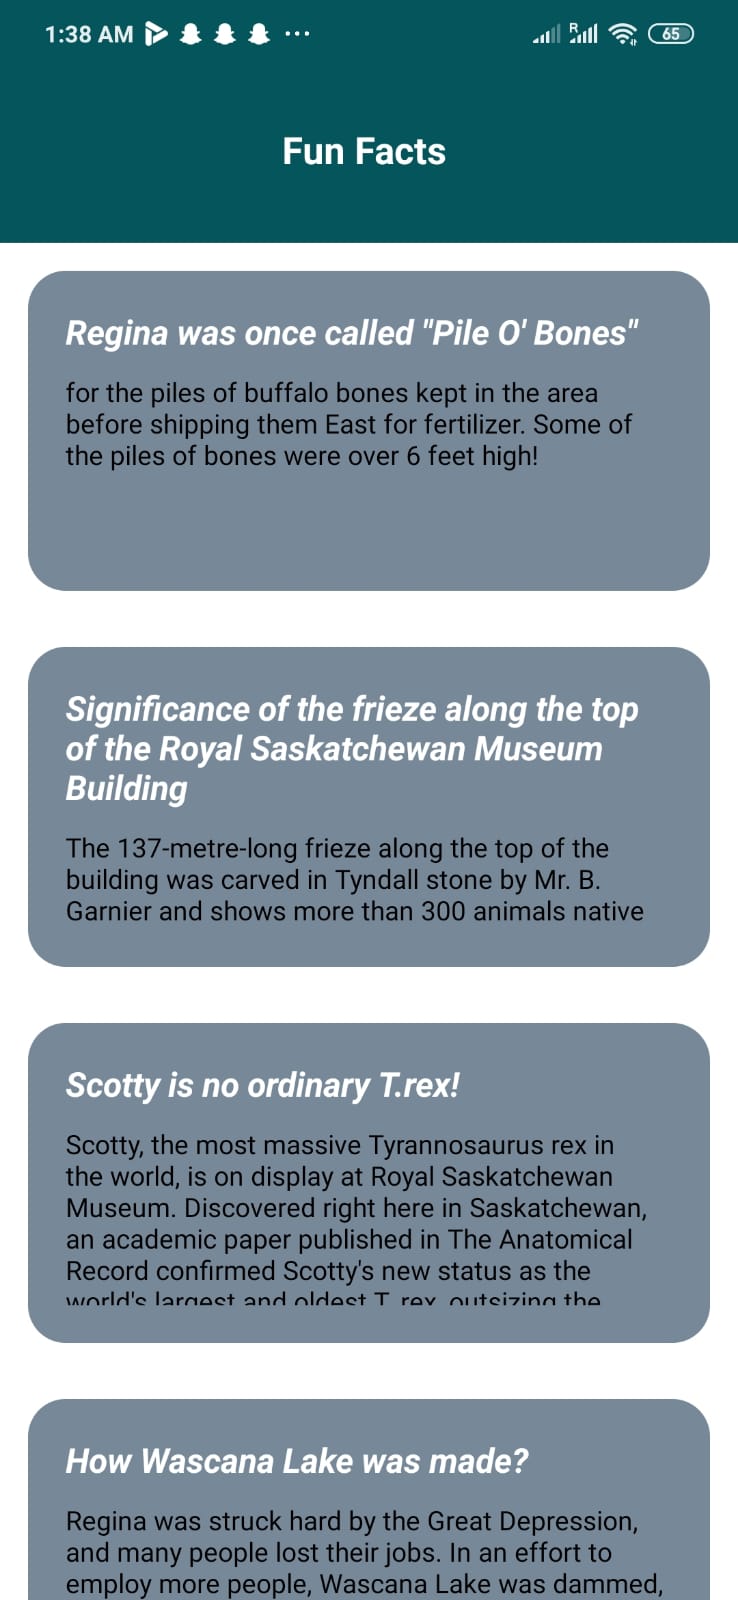 1:38 AM
R
65
Fun Facts
Regina was once called "Pile O' Bones"
for the piles of buffalo bones kept in the area
before shipping them East for fertilizer. Some of
the piles of bones were over 6 feet high!
Significance of the frieze along the top
of the Royal Saskatchewan Museum
Building
The 137-metre-long frieze along the top of the
building was carved in Tyndall stone by Mr. B.
Garnier and shows more than 300 animals native
Scotty is no ordinary T.rex!
Scotty, the most massive Tyrannosaurus rex in
the world, is on display at Royal Saskatchewan
Museum. Discovered right here in Saskatchewan,
an academic paper published in The Anatomical
Record confirmed Scotty's new status as the
world's largest and oldest T. rex, outsizing the
How Wascana Lake was made?
Regina was struck hard by the Great Depression,
and many people lost their jobs. In an effort to
employ more people, Wascana Lake was dammed,